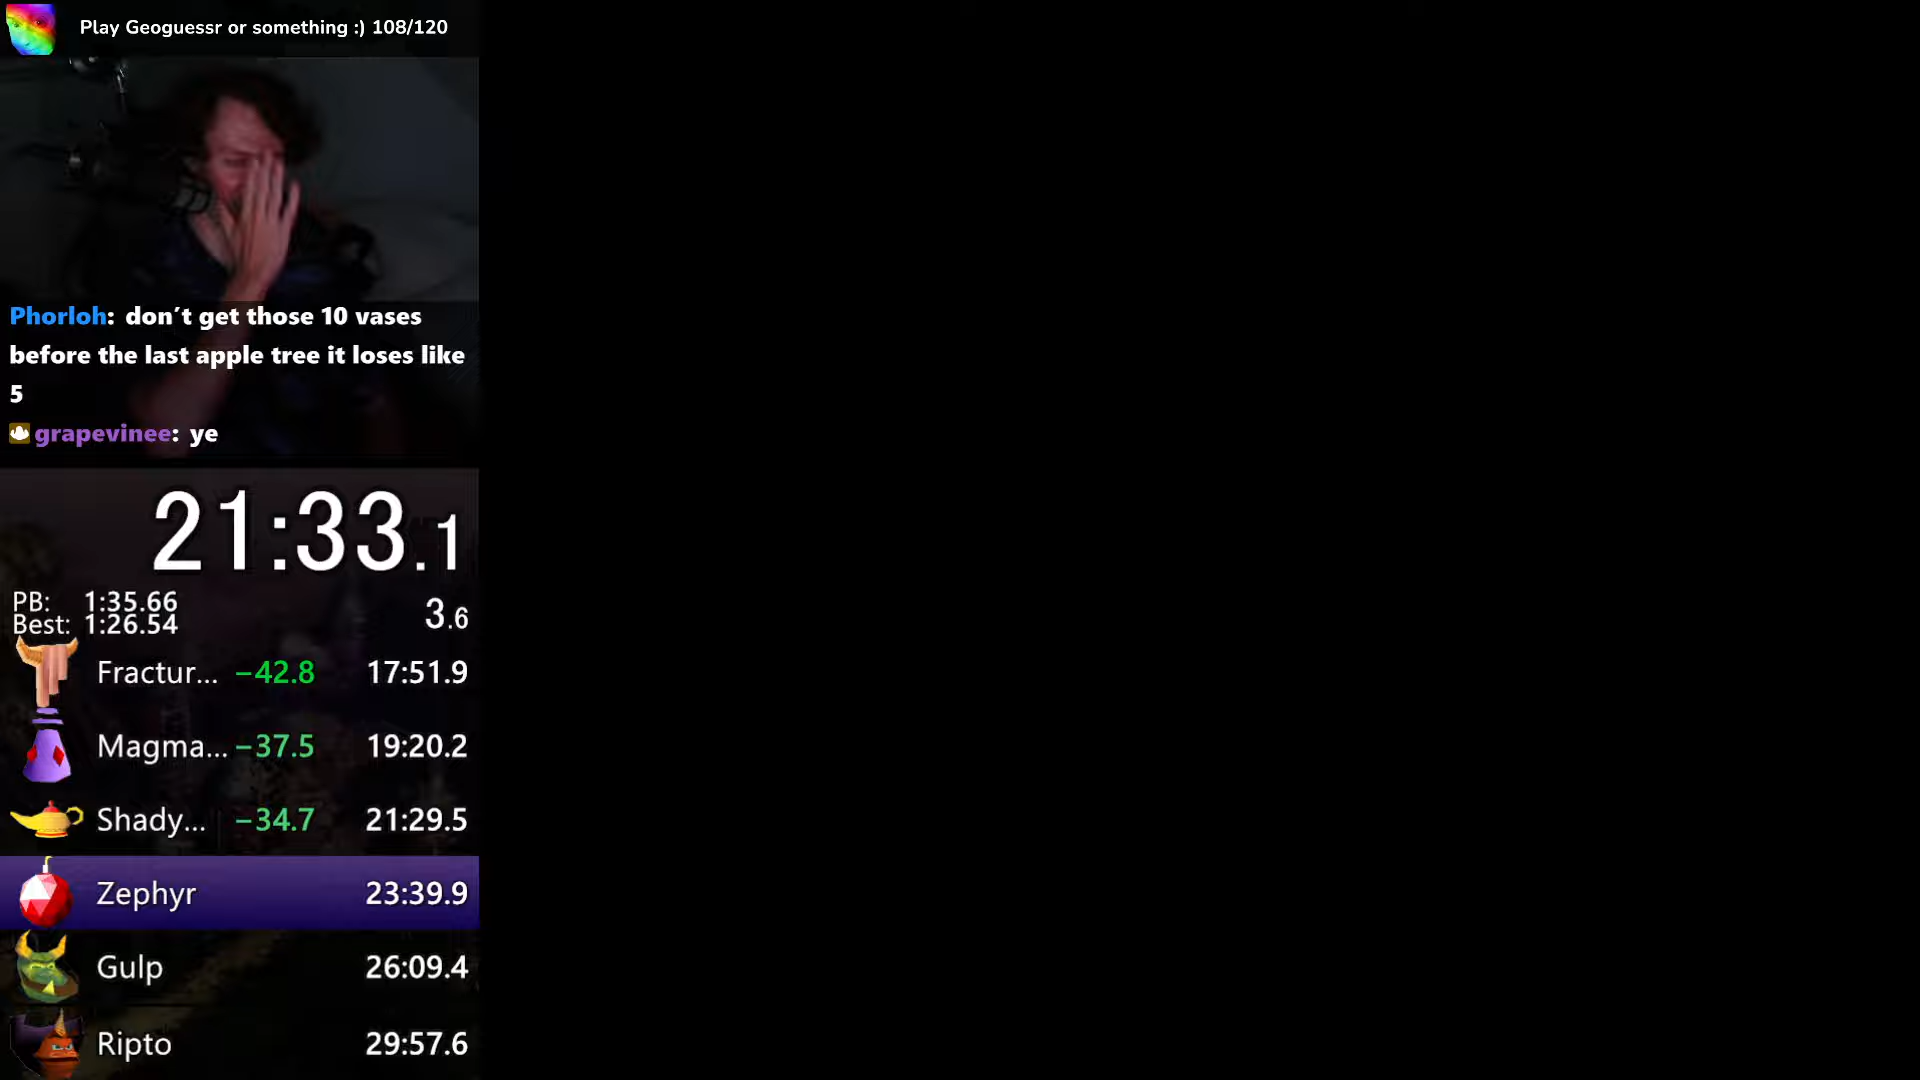 Play Geoguessr or something :) 108/120
Phorloh: don't get those 10 vases
before the last apple tree it loses like
5
grapevinee: ye
21:33.1
PB: 1:35.66
Best: 1:26.54
3.6
Fractur... −42.8 17:51.9
Magma... −37.5 19:20.2
Shady... −34.7 21:29.5
Zephyr 23:39.9
Gulp 26:09.4
Ripto 29:57.6